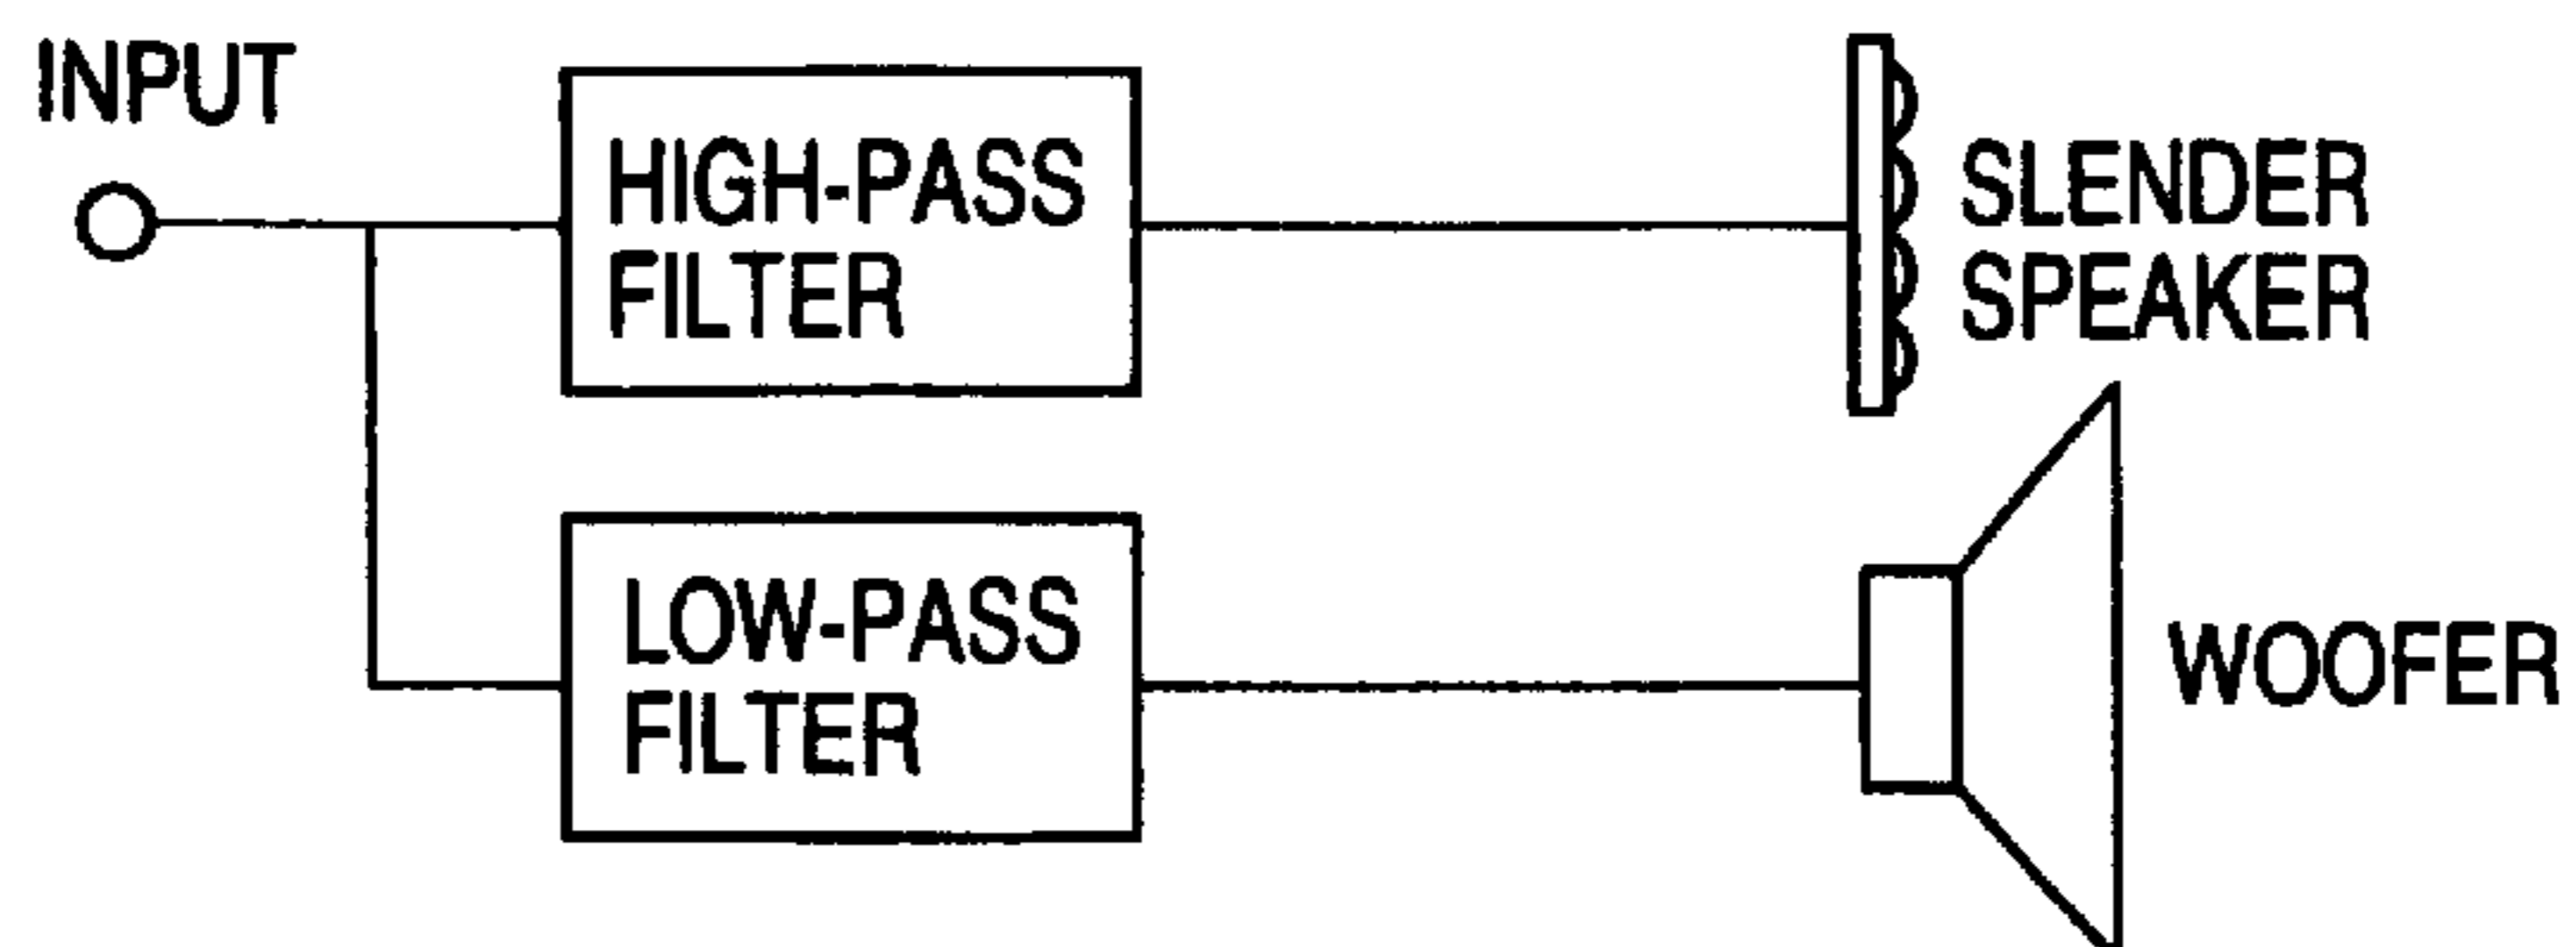 INPUT
HIGH-PASS
FILTER
SLENDER
SPEAKER
LOW-PASS
FILTER
WOOFER